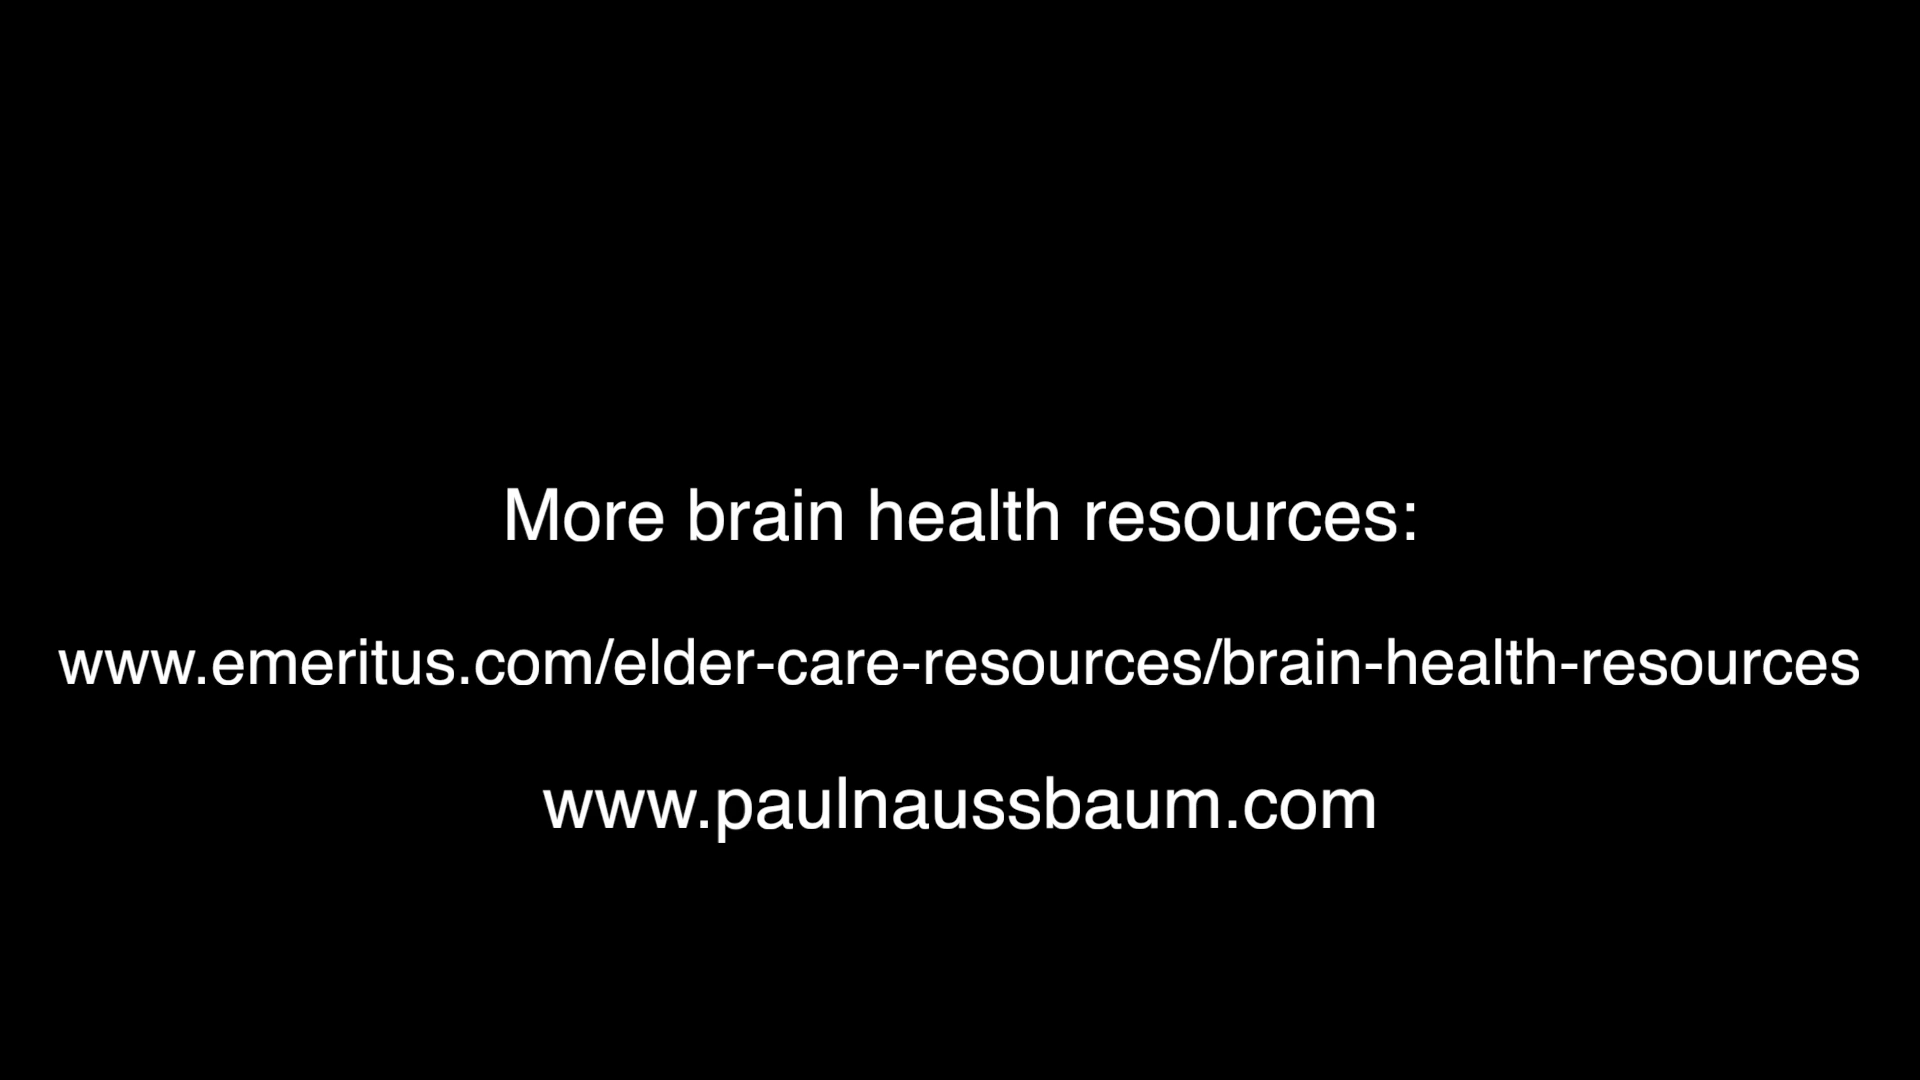 More brain health resources:
www.emeritus.com/elder-care-resources/brain-health-resources
www.paulnaussbaum.com